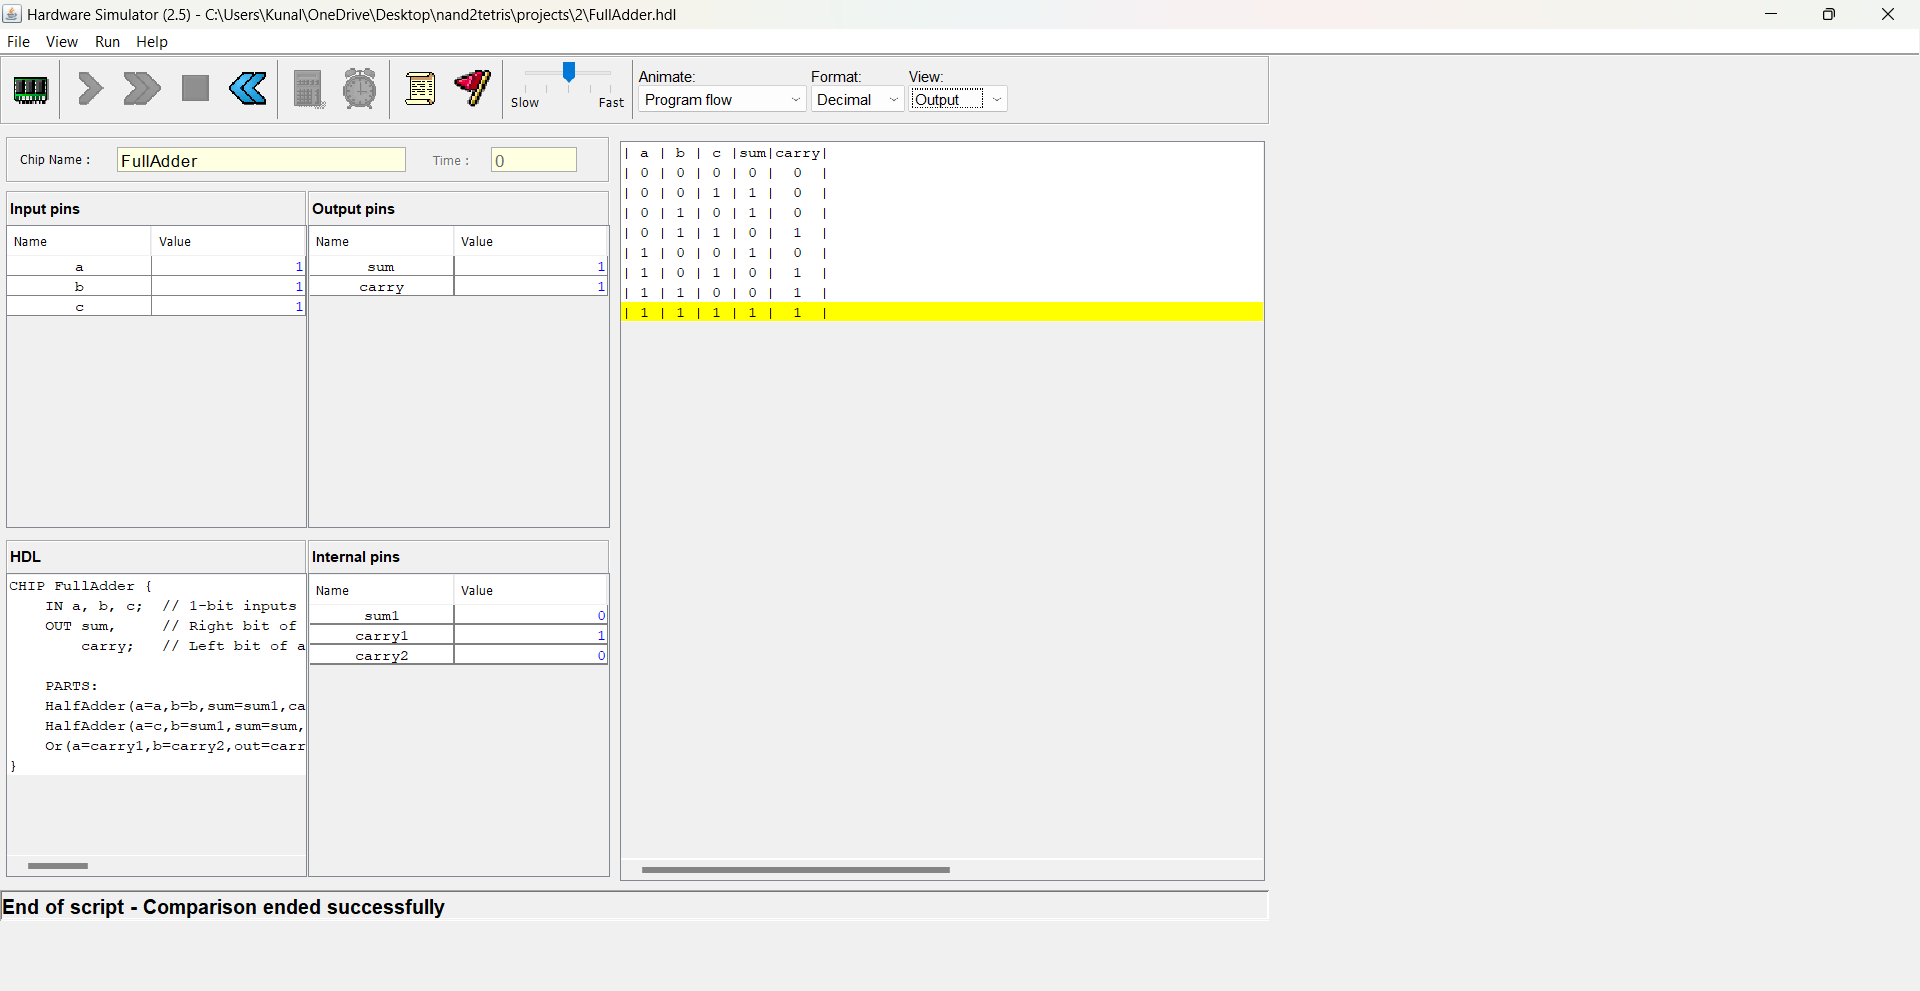 Hardware Simulator (2.5) - C:\Users\Kunal\OneDrive\Desktop\nand2tetris\projects\2\FullAdder.hdl
File View Run Help
Slow Fast
Animate: Format: View:
Program flow Decimal Output
Chip Name : FullAdder Time : 0
Input pins
Name Value
a 1
b 1
c 1
Output pins
Name Value
sum 1
carry 1
HDL
CHIP FullAdder {
IN a, b, c; // 1-bit inputs
OUT sum, // Right bit of
carry; // Left bit of a
PARTS:
HalfAdder(a=a,b=b,sum=sum1,ca
HalfAdder(a=c,b=sum1,sum=sum,
Or(a=carry1,b=carry2,out=carr
}
Internal pins
Name Value
sum1 0
carry1 1
carry2 0
| a | b | c |sum|carry|
| 0 | 0 | 0 | 0 | 0 |
| 0 | 0 | 1 | 1 | 0 |
| 0 | 1 | 0 | 1 | 0 |
| 0 | 1 | 1 | 0 | 1 |
| 1 | 0 | 0 | 1 | 0 |
| 1 | 0 | 1 | 0 | 1 |
| 1 | 1 | 0 | 0 | 1 |
| 1 | 1 | 1 | 1 | 1 |
End of script - Comparison ended successfully